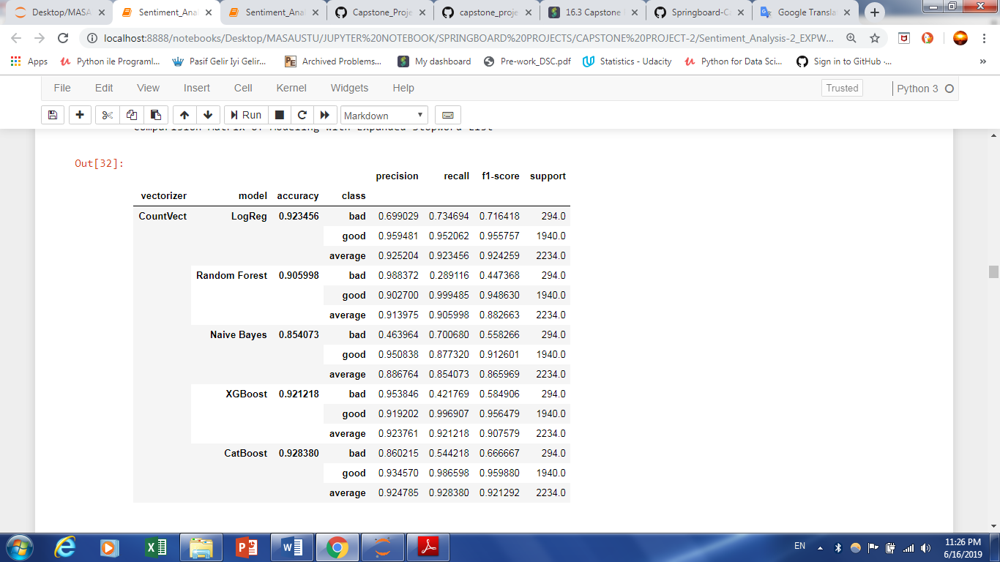 Desktop/MASA
Sentiment_Ana
Sentiment_Anal
Capstone_Proje
capstone_proje
16.3 Capstone
Springboard-Ca
Google Transla
localhost:8888/notebooks/Desktop/MASAUSTU/JUPYTER%20NOTEBOOK/SPRINGBOARD%20PROJECTS/CAPSTONE%20PROJECT-2/Sentiment_Analysis-2_EXPW...
Apps Python ile Programl... Pasif Gelir Iyi Gelir... PE Archived Problems... My dashboard Pre-work_DSC.pdf Statistics - Udacity Python for Data Sci... Sign in to GitHub ·... »
File Edit View Insert Cell Kernel Widgets Help Trusted Python 3
Run Markdown
Comparision Matrix of Modeling with Expanded Stopword List
Out[32]:
precision recall f1-score support
vectorizer model accuracy class
CountVect LogReg 0.923456 bad 0.699029 0.734694 0.716418 294.0
good 0.959481 0.952062 0.955757 1940.0
average 0.925204 0.923456 0.924259 2234.0
Random Forest 0.905998 bad 0.988372 0.289116 0.447368 294.0
good 0.902700 0.999485 0.948630 1940.0
average 0.913975 0.905998 0.882663 2234.0
Naive Bayes 0.854073 bad 0.463964 0.700680 0.558266 294.0
good 0.950838 0.877320 0.912601 1940.0
average 0.886764 0.854073 0.865969 2234.0
XGBoost 0.921218 bad 0.953846 0.421769 0.584906 294.0
good 0.919202 0.996907 0.956479 1940.0
average 0.923761 0.921218 0.907579 2234.0
CatBoost 0.928380 bad 0.860215 0.544218 0.666667 294.0
good 0.934570 0.986598 0.959880 1940.0
average 0.924785 0.928380 0.921292 2234.0
EN
11:26 PM
6/16/2019